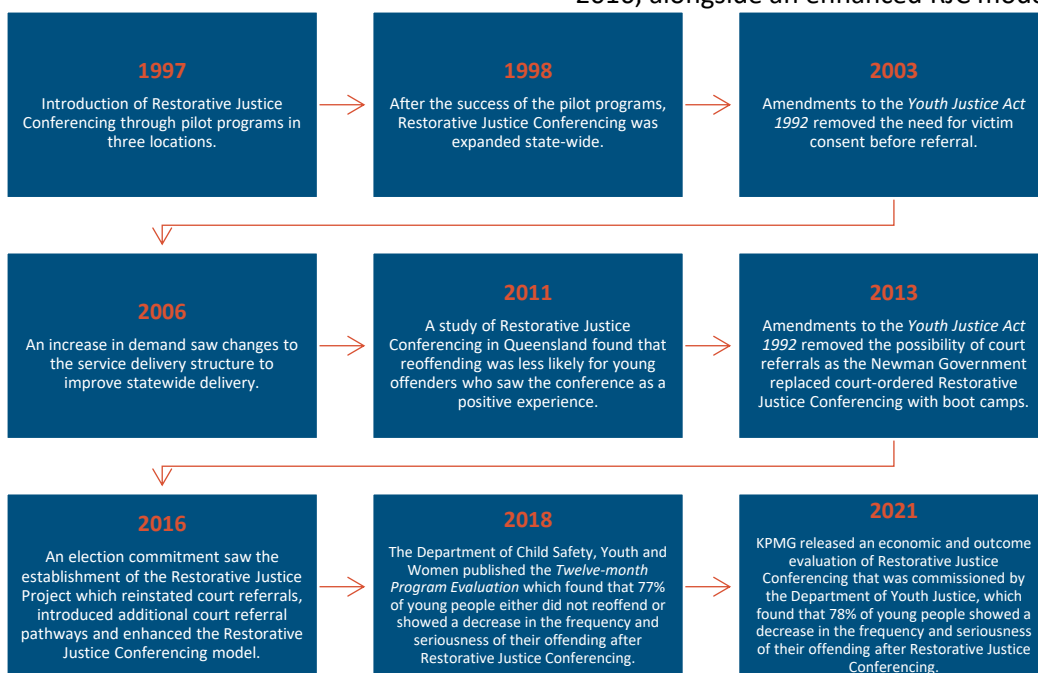 2016, alongside an enhanced RJC mode
1997
Introduction of Restorative Justice
Conferencing through pilot programs in
three locations.
1998
After the success of the pilot programs,
Restorative Justice Conferencing was
expanded state-wide.
2003
Amendments to the Youth Justice Act
1992 removed the need for victim
consent before referral.
2006
An increase in demand saw changes to
the service delivery structure to
improve statewide delivery.
2011
A study of Restorative Justice
Conferencing in Queensland found that
reoffending was less likely for young
offenders who saw the conference as a
positive experience.
2013
Amendments to the Youth Justice Act
1992 removed the possibility of court
referrals as the Newman Government
replaced court-ordered Restorative
Justice Conferencing with boot camps.
2016
An election commitment saw the
establishment of the Restorative Justice
Project which reinstated court referrals,
introduced additional court referral
pathways and enhanced the Restorative
Justice Conferencing model.
2018
The Department of Child Safety, Youth and
Women published the Twelve-month
Program Evaluation which found that 77%
of young people either did not reoffend or
showed a decrease in the frequency and
seriousness of their offending after
Restorative Justice Conferencing.
2021
KPMG released an economic and outcome
evaluation of Restorative Justice
Conferencing that was commissioned by
the Department of Youth Justice, which
found that 78% of young people showed a
decrease in the frequency and seriousness
of their offending after Restorative Justice
Conferencing.